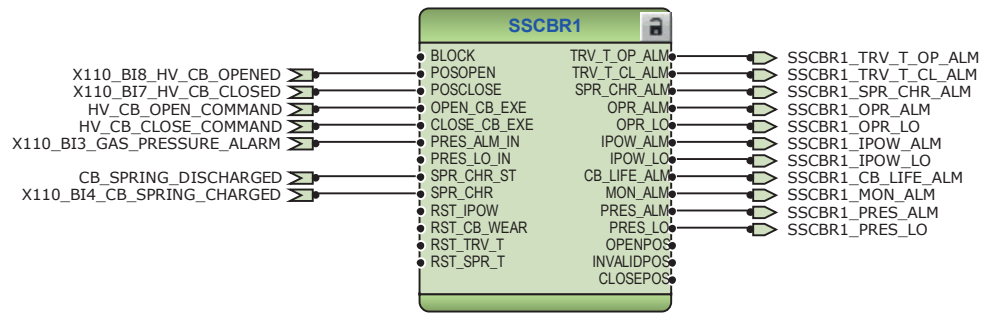 SSCBR1
BLOCK TRV_T_OP_ALM SSCBR1_TRV_T_OP_ALM
X110_BI8_HV_CB_OPENED POSOPEN TRV_T_CL_ALM SSCBR1_TRV_T_CL_ALM
X110_BI7_HV_CB_CLOSED POSCLOSE SPR_CHR_ALM SSCBR1_SPR_CHR_ALM
HV_CB_OPEN_COMMAND OPEN_CB_EXE OPR_ALM SSCBR1_OPR_ALM
HV_CB_CLOSE_COMMAND CLOSE_CB_EXE OPR_LO SSCBR1_OPR_LO
X110_BI3_GAS_PRESSURE_ALARM PRES_ALM_IN IPOW_ALM SSCBR1_IPOW_ALM
PRES_LO_IN IPOW_LO SSCBR1_IPOW_LO
CB_SPRING_DISCHARGED SPR_CHR_ST CB_LIFE_ALM SSCBR1_CB_LIFE_ALM
X110_BI4_CB_SPRING_CHARGED SPR_CHR MON_ALM SSCBR1_MON_ALM
RST_IPOW PRES_ALM SSCBR1_PRES_ALM
RST_CB_WEAR PRES_LO SSCBR1_PRES_LO
RST_TRV_T OPENPOS
RST_SPR_T INVALIDPOS
CLOSEPOS